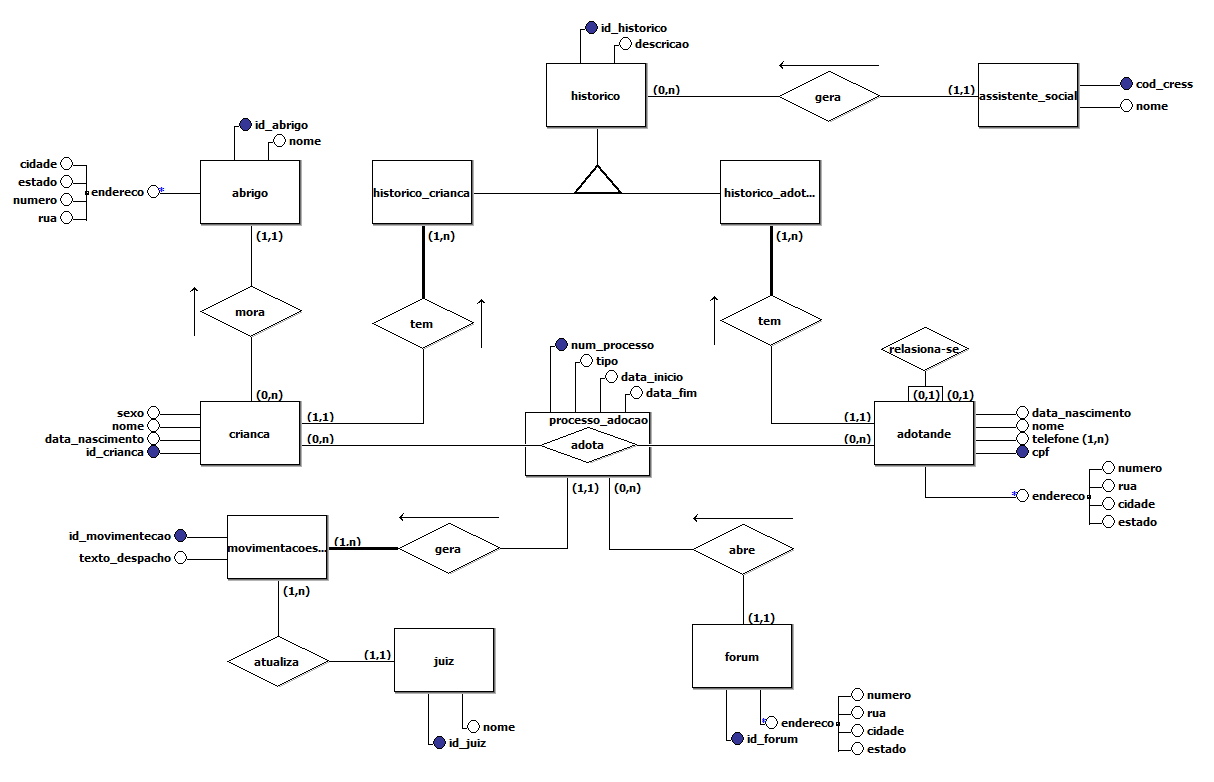 id_historico
descricao
historico
(0,n)
gera
(1,1)
assistente_social
cod_cress
nome
id_abrigo
nome
cidade
estado
numero
rua
endereco
*
abrigo
(1,1)
historico_crianca
(1,n)
historico_adot...
(1,n)
mora
tem
tem
(0,n)
num_processo
tipo
data_inicio
data_fim
processo_adocao
adota
relasiona-se
(0,1)
(0,1)
sexo
nome
data_nascimento
id_crianca
crianca
(1,1)
(0,n)
(1,1)
(0,n)
adotande
data_nascimento
nome
telefone (1,n)
cpf
*
endereco
numero
rua
cidade
estado
(1,1)
(0,n)
id_movimentecao
texto_despacho
movimentacoes...
(1,n)
gera
abre
(1,n)
(1,1)
atualiza
(1,1)
juiz
nome
id_juiz
forum
*
endereco
id_forum
numero
rua
cidade
estado